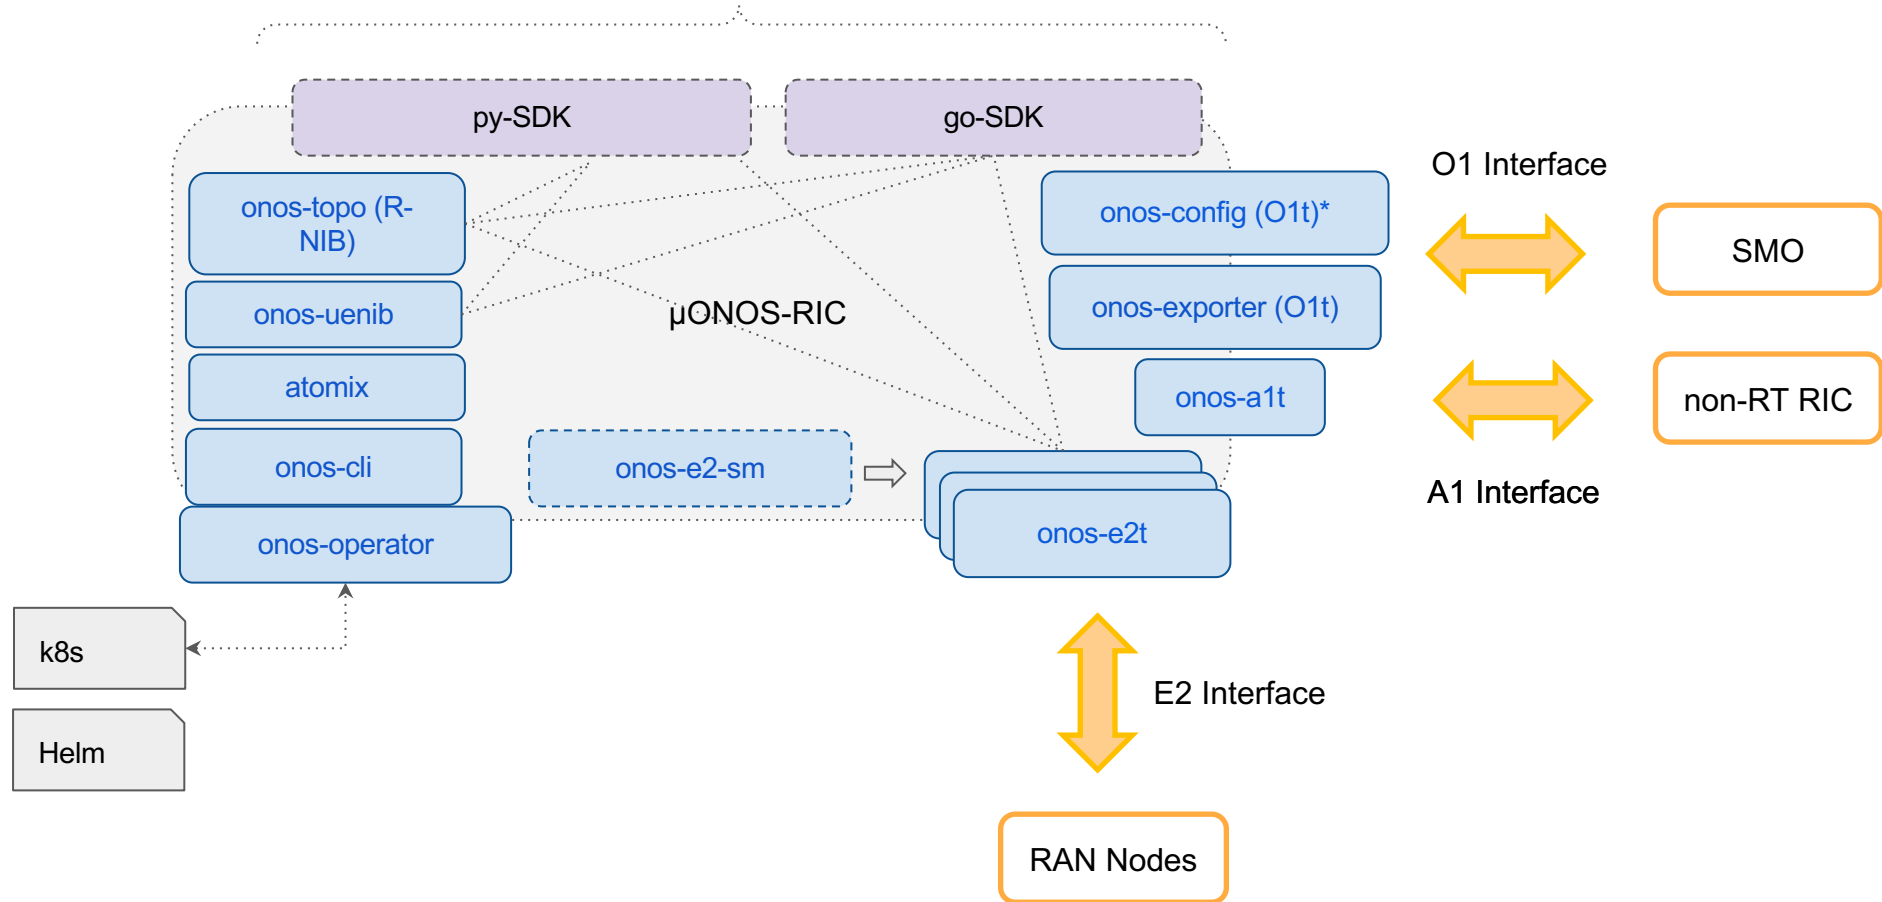 py-SDK
go-SDK
O1 Interface
onos-topo (R-
NIB)
onos-config (O1t)*
SMO
onos-uenib
µONOS-RIC
onos-exporter (O1t)
atomix
onos-a1t
non-RT RIC
onos-cli
onos-e2-sm
A1 Interface
onos-operator
onos-e2t
k8s
E2 Interface
Helm
RAN Nodes